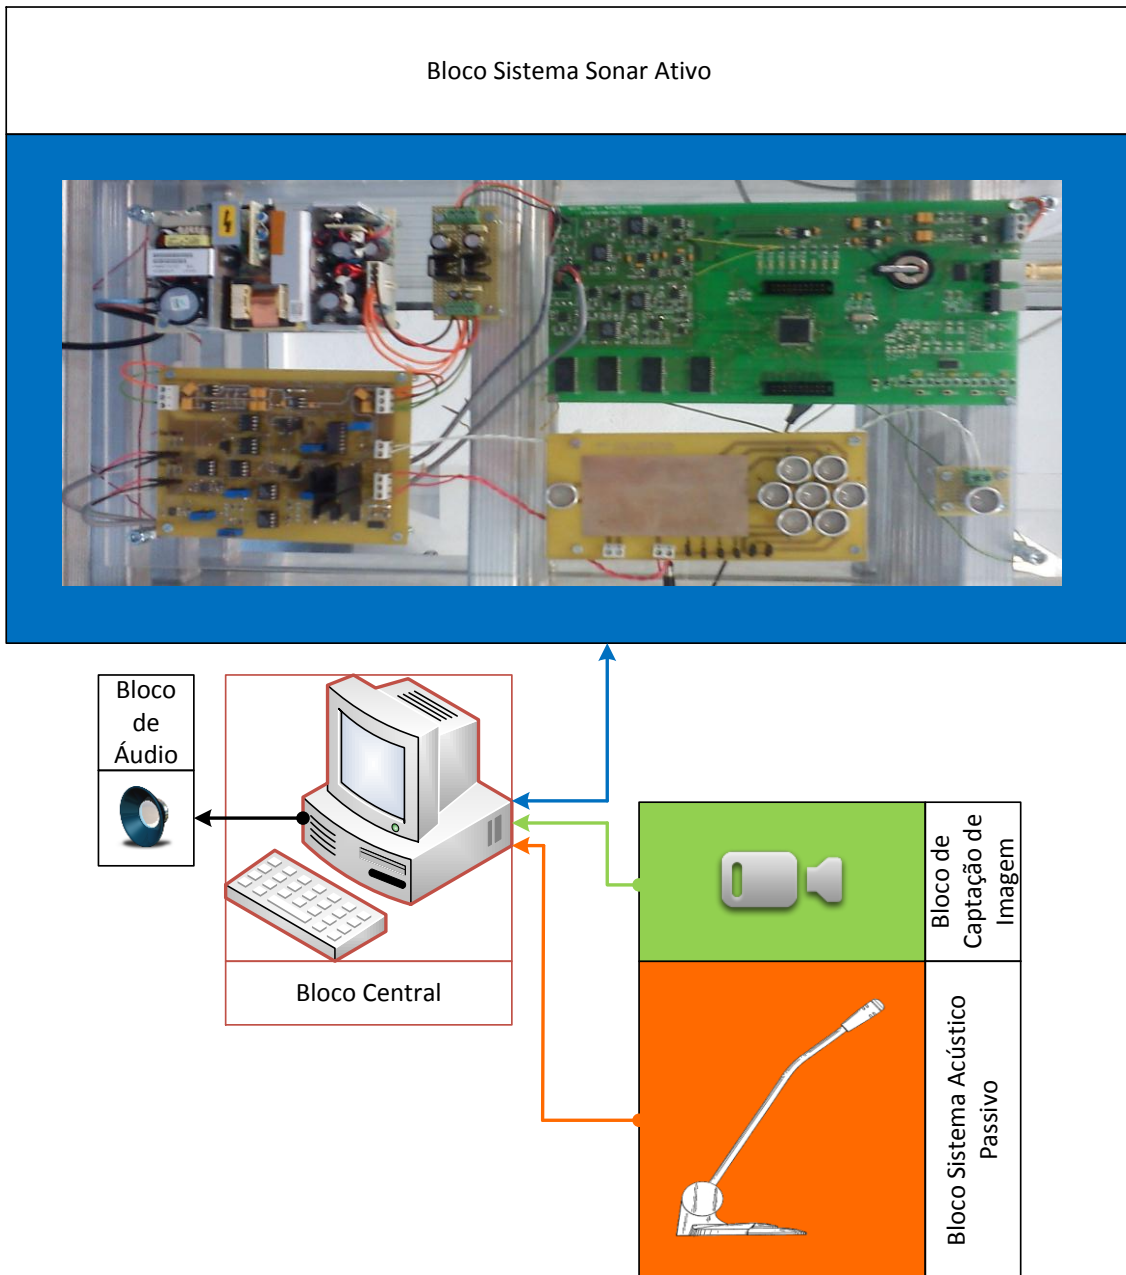 Bloco Sistema Sonar Ativo
Bloco
de
Áudio
Bloco Central
Bloco de
Captação de
Imagem
Bloco Sistema Acústico
Passivo